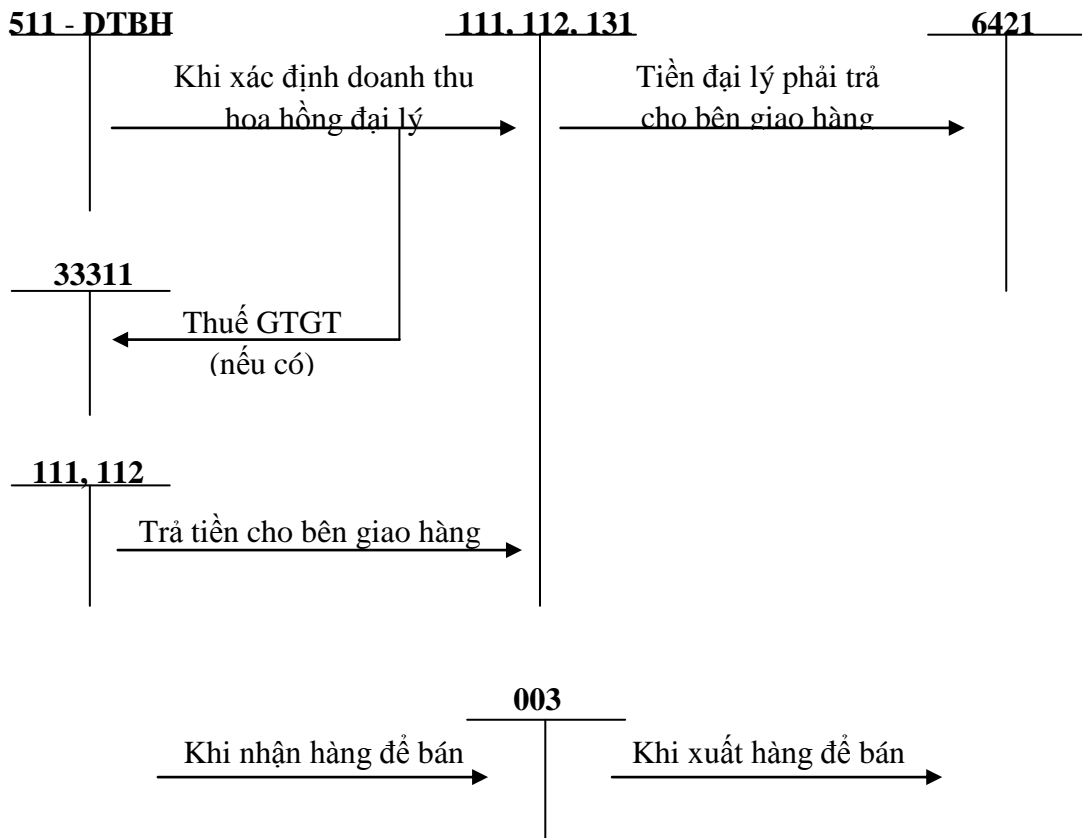 511 - DTBH
111, 112, 131
6421
Khi xác định doanh thu
hoa hồng đại lý
Tiền đại lý phải trả
cho bên giao hàng
33311
Thuế GTGT
(nếu có)
111, 112
Trả tiền cho bên giao hàng
003
Khi nhận hàng để bán
Khi xuất hàng để bán